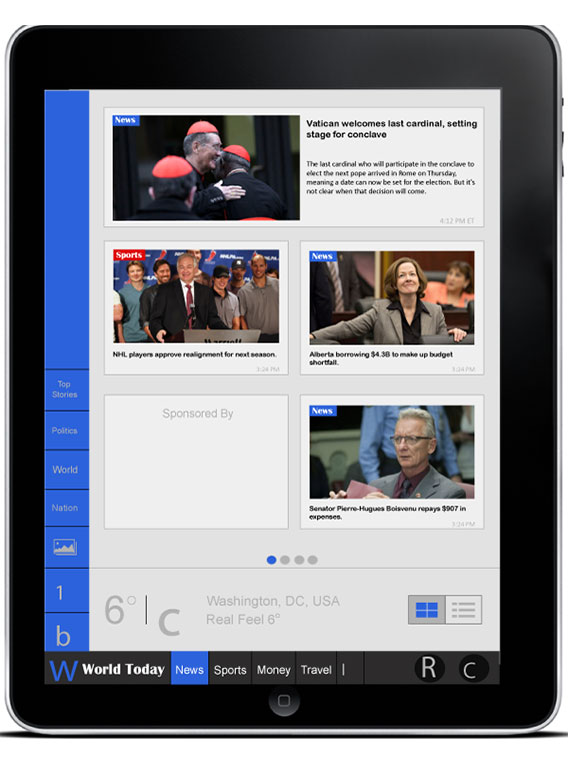 News
Vatican welcomes last cardinal, setting
stage for conclave
The last cardinal who will participate in the conclave to
elect the next pope arrived in Rome on Thursday,
meaning a date can now be set for the election. But it's
not clear when that decision will come.
4:12 PM ET
Sports
NHL players approve realignment for next season.
3:24 PM
News
Alberta borrowing $4.3B to make up budget
shortfall.
3:24 PM
Sponsored By
News
Senator Pierre-Hugues Boisvenu repays $907 in
expenses.
3:24 PM
Top
Stories
Politics
World
Nation
1
b
6° | c
Washington, DC, USA
Real Feel 6°
W World Today
News
Sports
Money
Travel
|
R
C